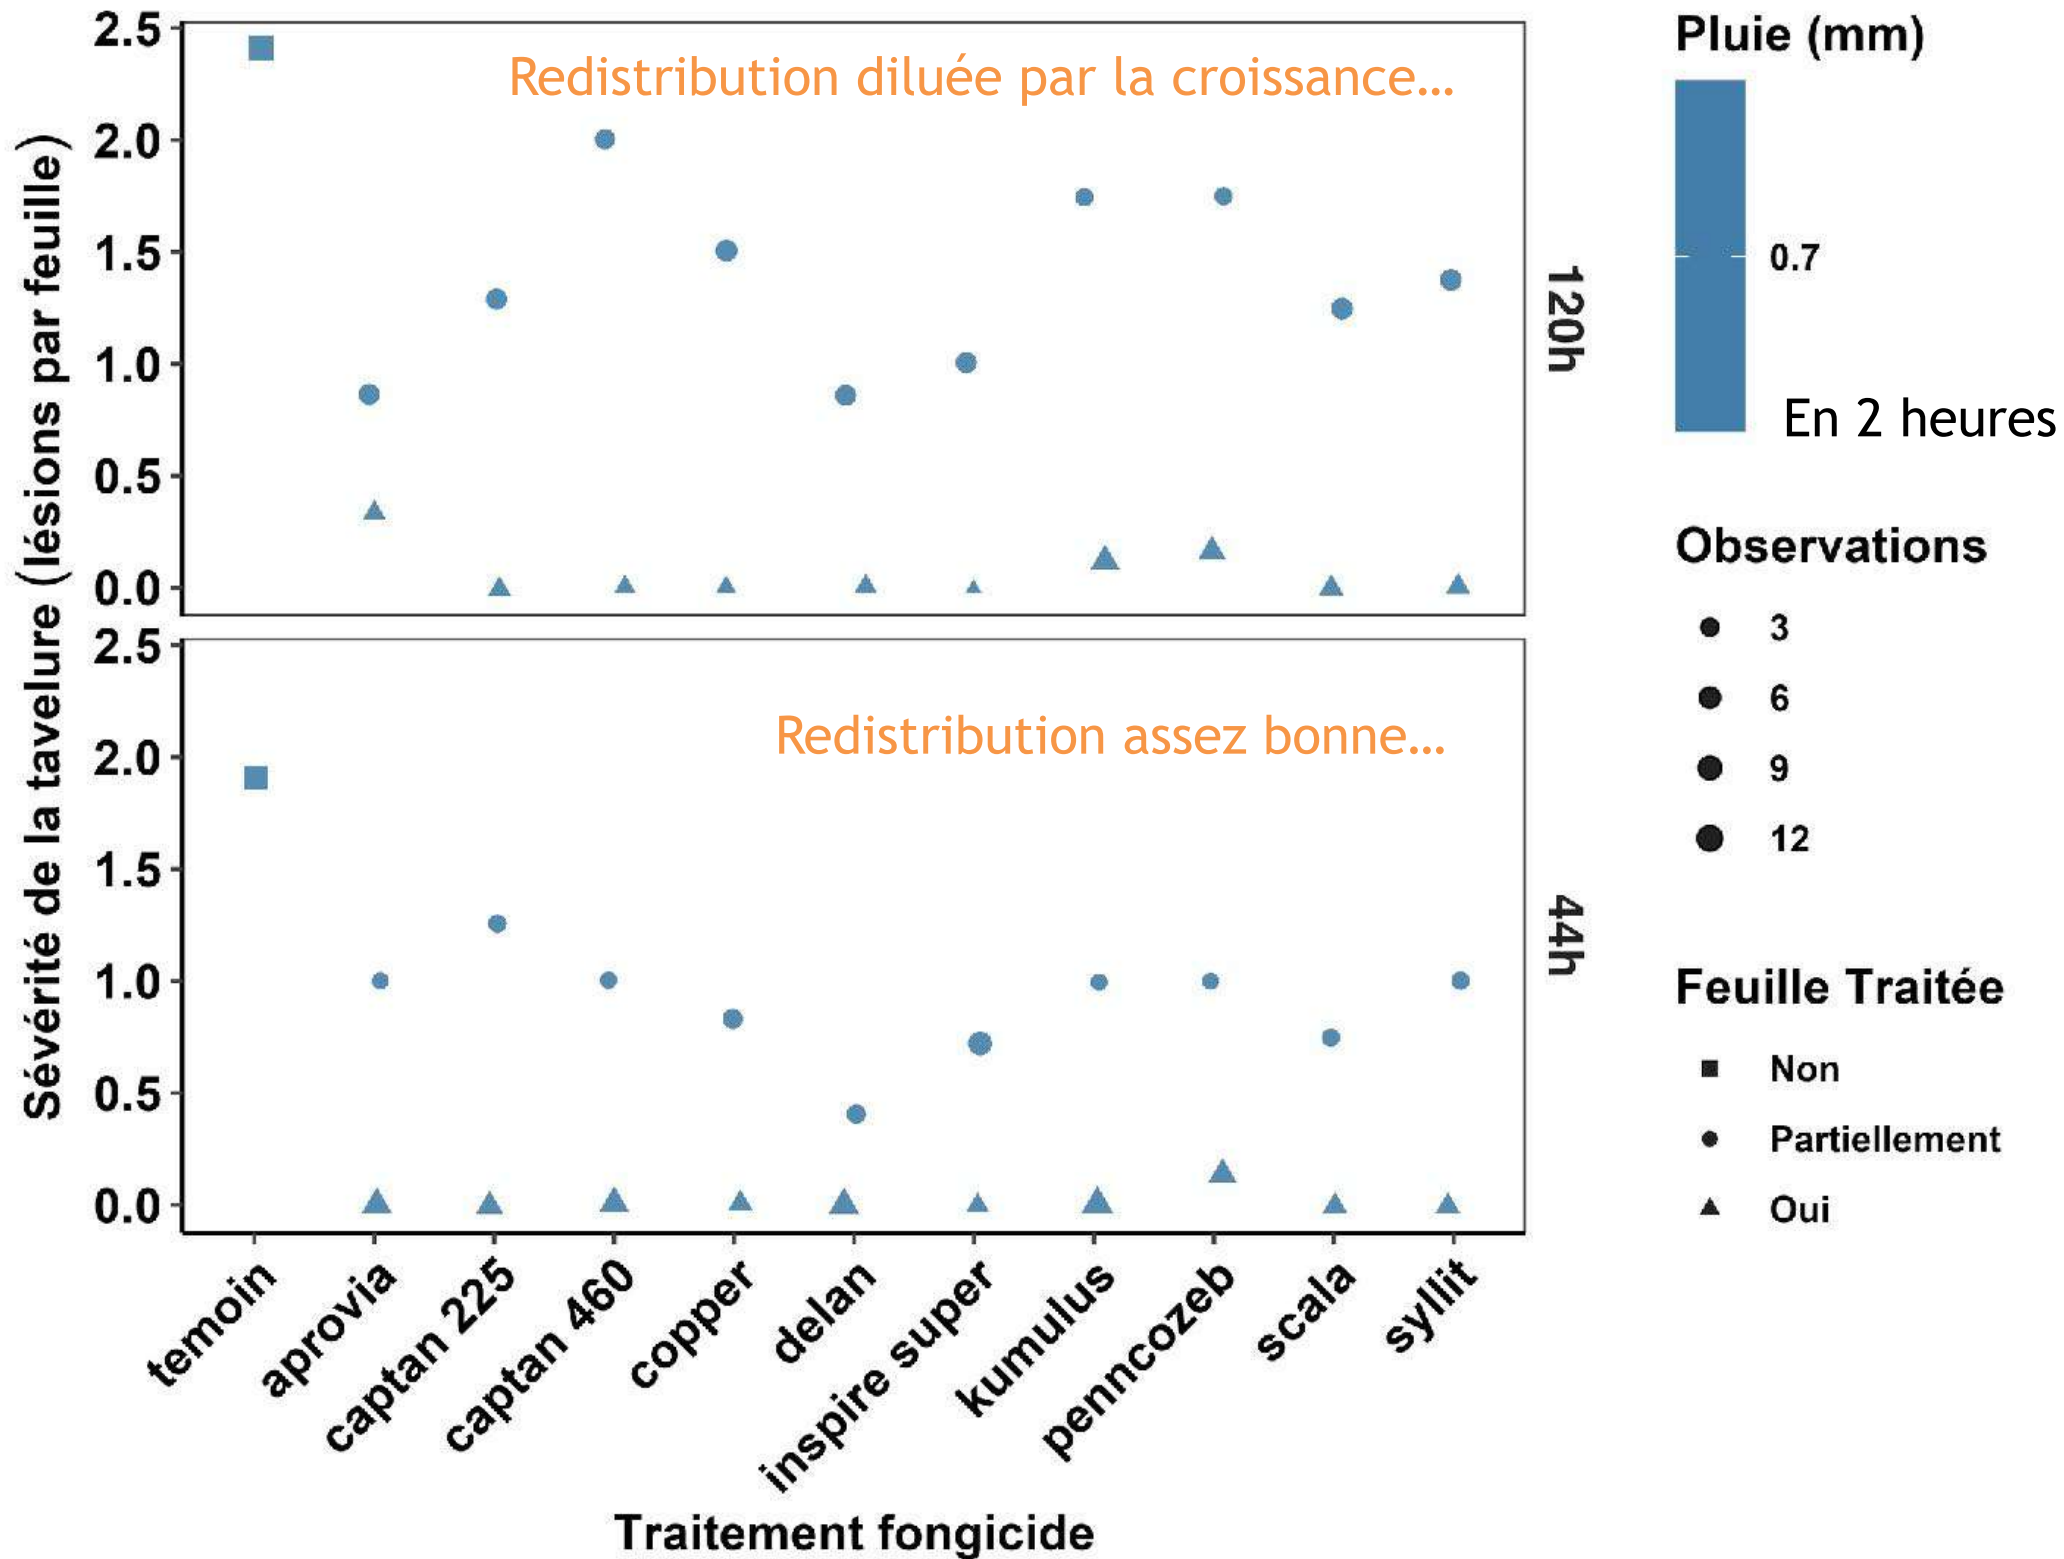 Sévérité de la tavelure (lésions par feuille)
2.5
2.0
1.5
1.0
0.5
0.0
Redistribution diluée par la croissance...
120h
2.5
2.0
1.5
1.0
0.5
0.0
Redistribution assez bonne...
44h
temoin
aprovia
captan 225
captan 460
copper
delan
inspire super
kumulus
penncozeb
scala
syllit
Traitement fongicide
Pluie (mm)
0.7
En 2 heures
Observations
3
6
9
12
Feuille Traitée
Non
Partiellement
Oui